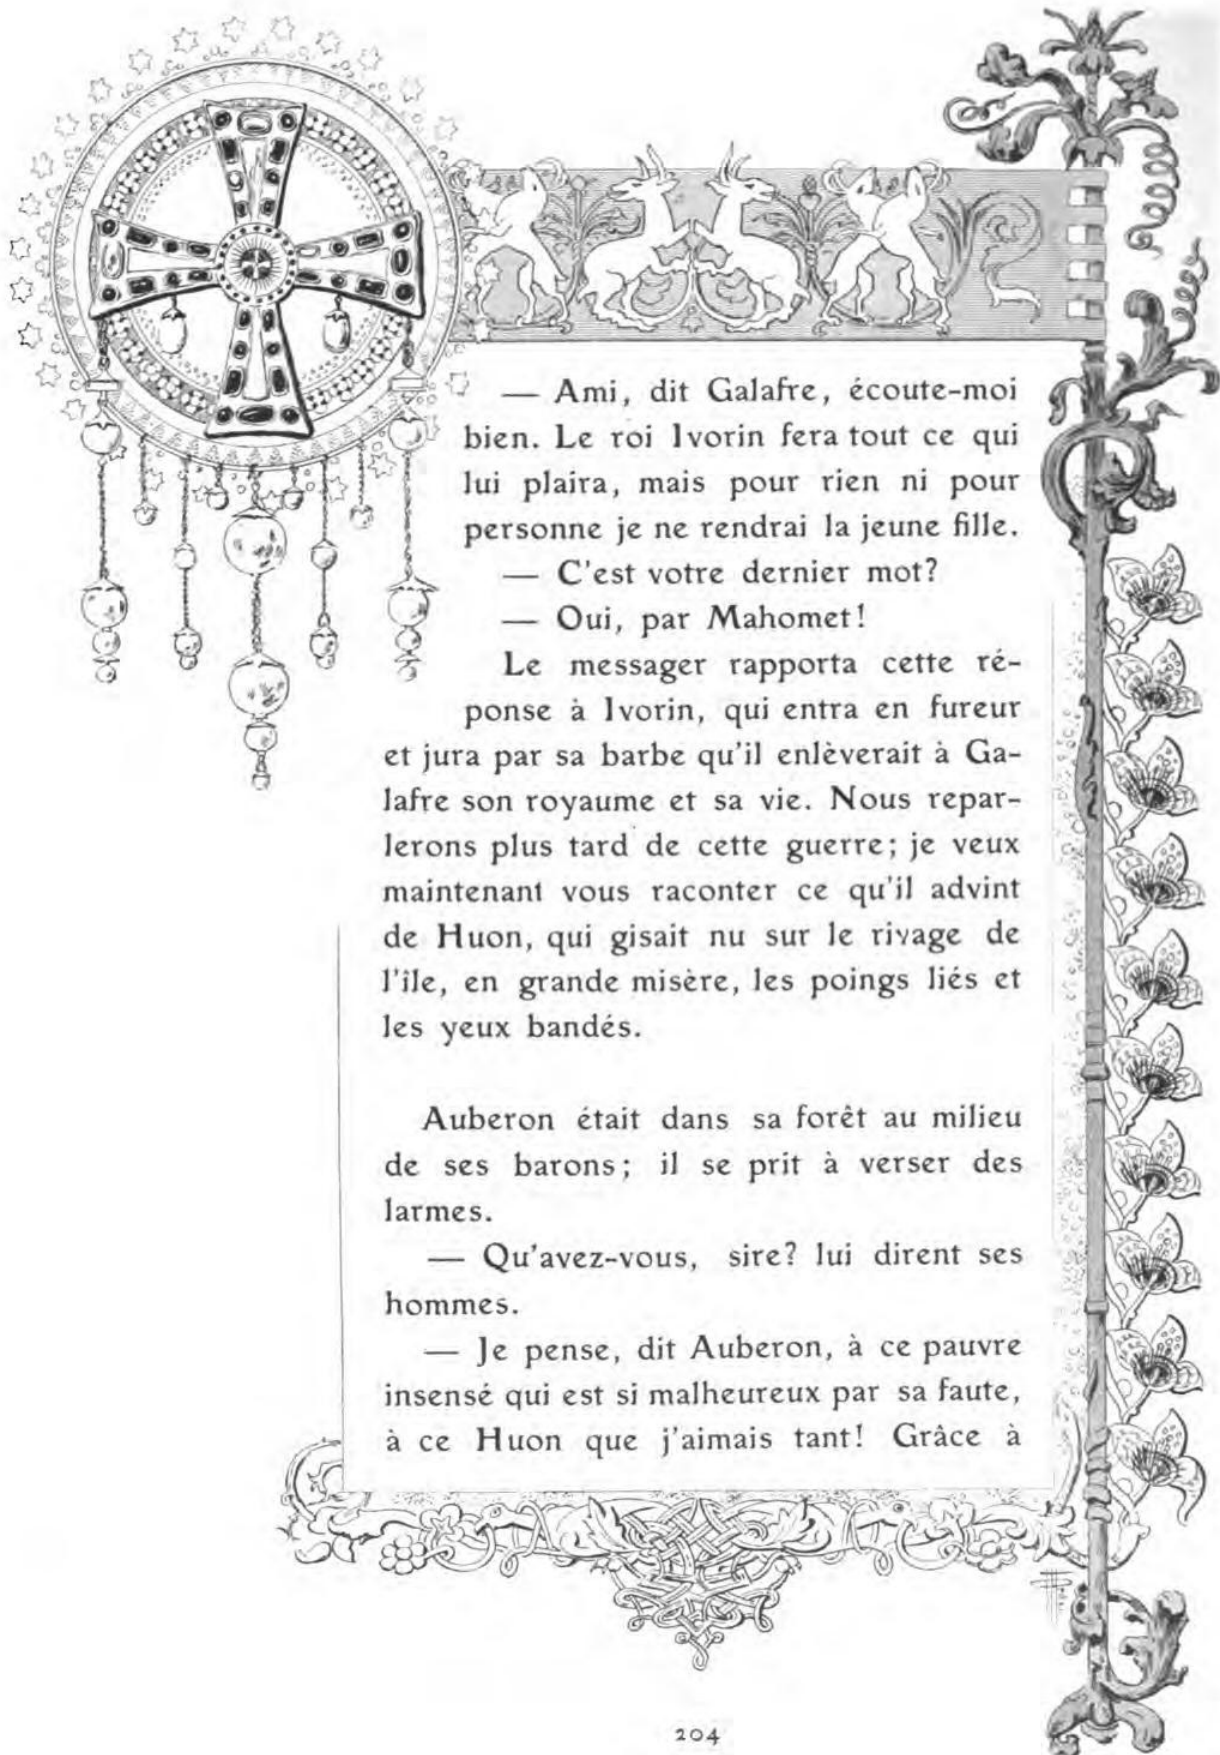 — Ami, dit Galafre, écoute-moi
bien. Le roi Ivorin fera tout ce qui
lui plaira, mais pour rien ni pour
personne je ne rendrai la jeune fille.
— C'est votre dernier mot?
— Oui, par Mahomet!
Le messager rapporta cette ré-
ponse à Ivorin, qui entra en fureur
et jura par sa barbe qu'il enlèverait à Ga-
lafre son royaume et sa vie. Nous repar-
lerons plus tard de cette guerre; je veux
maintenant vous raconter ce qu'il advint
de Huon, qui gisait nu sur le rivage de
l'île, en grande misère, les poings liés et
les yeux bandés.
Auberon était dans sa forêt au milieu
de ses barons; il se prit à verser des
larmes.
— Qu'avez-vous, sire? lui dirent ses
hommes.
— Je pense, dit Auberon, à ce pauvre
insensé qui est si malheureux par sa faute,
à ce Huon que j'aimais tant! Grâce à
204